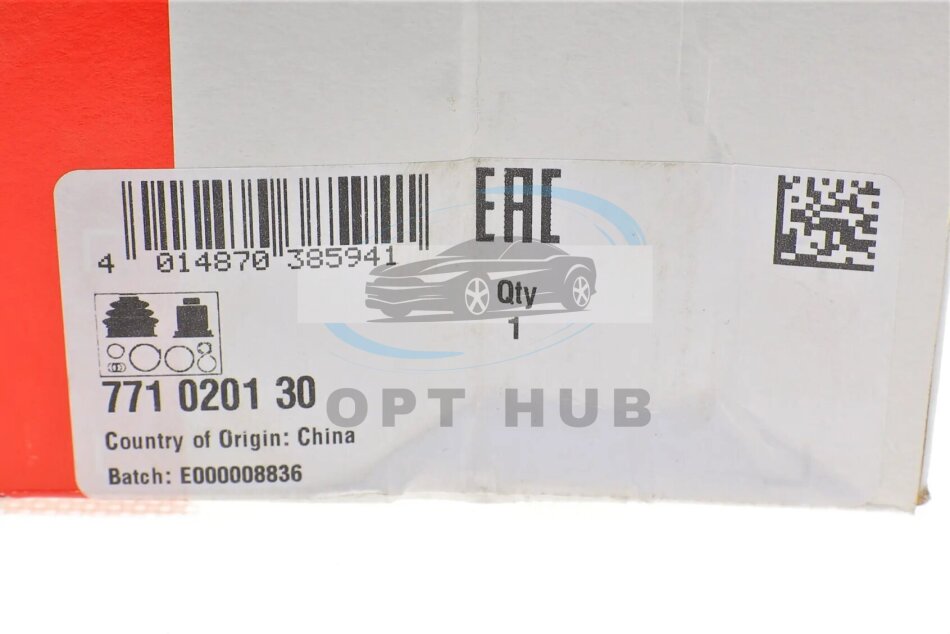 EAC
4 014870 385941
Qty
1
771 0201 30
OPT HUB
Country of Origin: China
Batch: E000008836